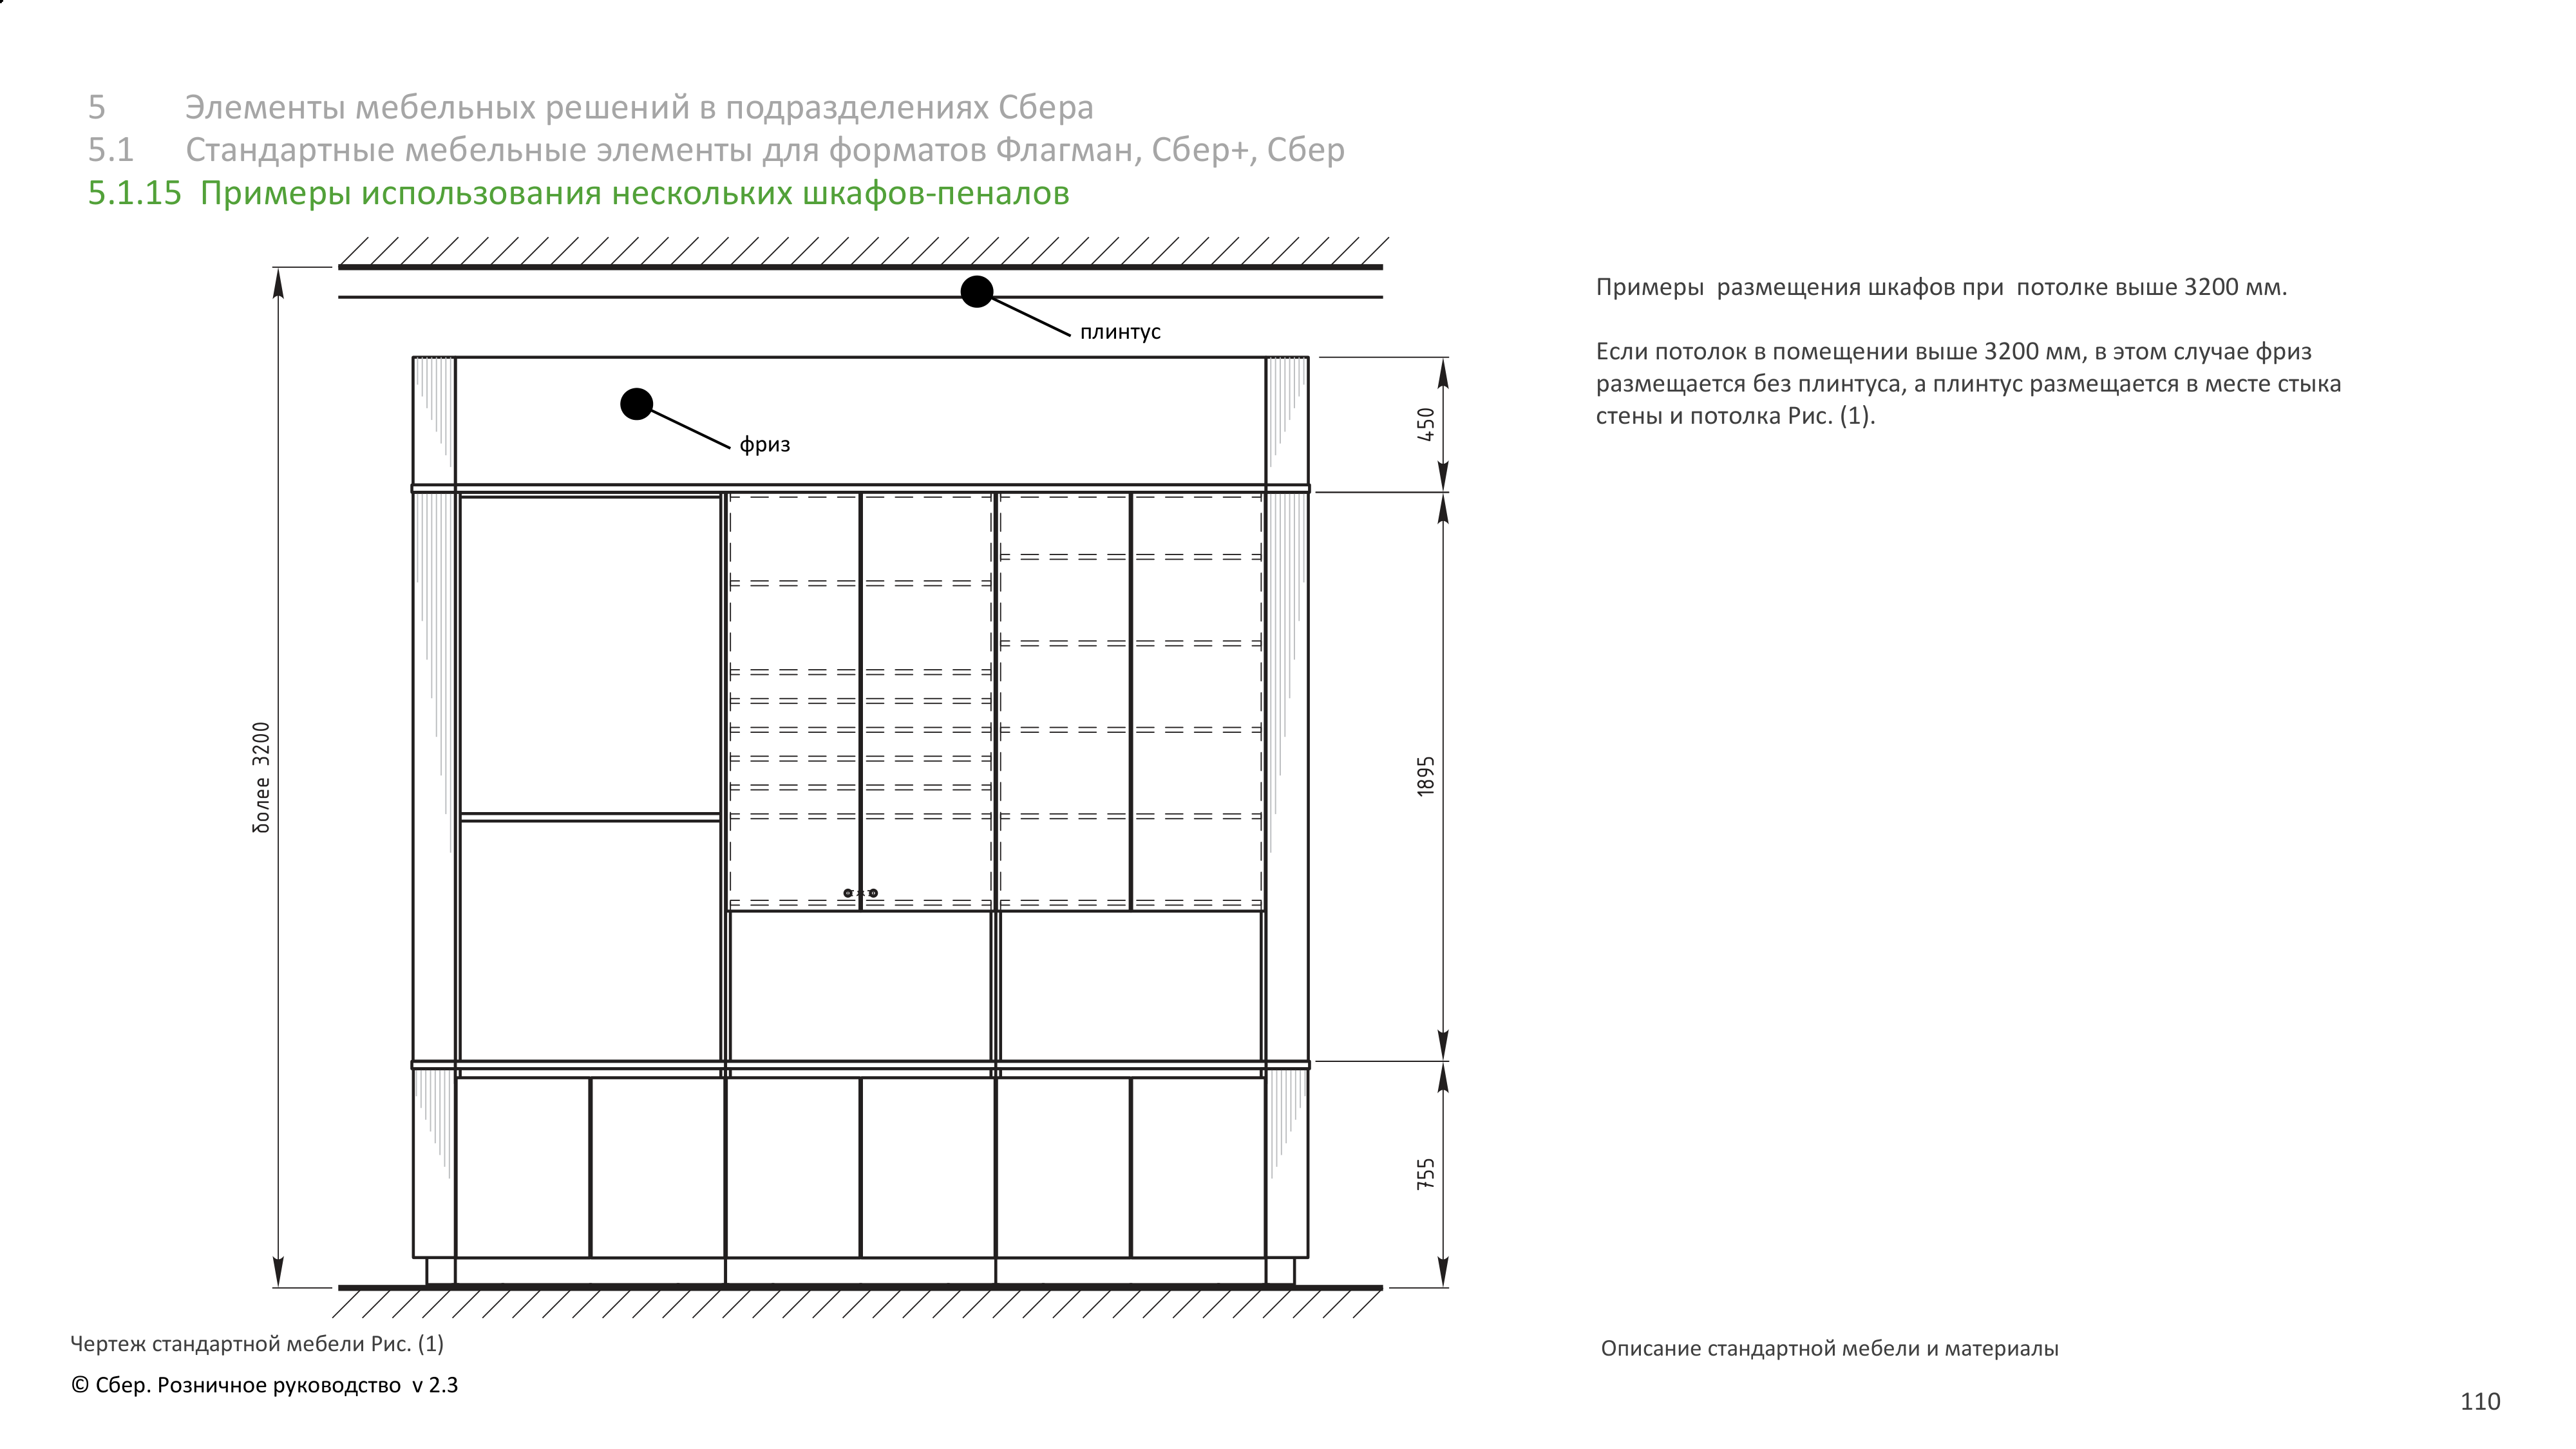 5 Элементы мебельных решений в подразделениях Сбера
5.1 Стандартные мебельные элементы для форматов Флагман, Сбер+, Сбер
5.1.15 Примеры использования нескольких шкафов-пеналов
плинтус
фриз
450
1895
755
более 3200
Примеры размещения шкафов при потолке выше 3200 мм.
Если потолок в помещении выше 3200 мм, в этом случае фриз
размещается без плинтуса, а плинтус размещается в месте стыка
стены и потолка Рис. (1).
Чертеж стандартной мебели Рис. (1)
Описание стандартной мебели и материалы
© Сбер. Розничное руководство v 2.3
110